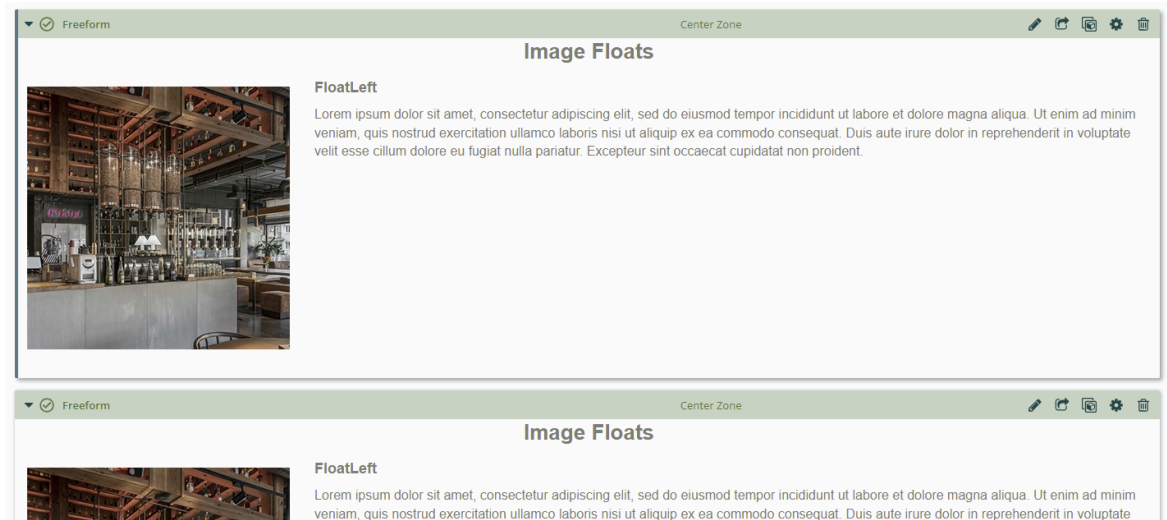 Freeform Center Zone
Image Floats
FloatLeft
Lorem ipsum dolor sit amet, consectetur adipiscing elit, sed do eiusmod tempor incididunt ut labore et dolore magna aliqua. Ut enim ad minim
veniam, quis nostrud exercitation ullamco laboris nisi ut aliquip ex ea commodo consequat. Duis aute irure dolor in reprehenderit in voluptate
velit esse cillum dolore eu fugiat nulla pariatur. Excepteur sint occaecat cupidatat non proident.
Freeform Center Zone
Image Floats
FloatLeft
Lorem ipsum dolor sit amet, consectetur adipiscing elit, sed do eiusmod tempor incididunt ut labore et dolore magna aliqua. Ut enim ad minim
veniam, quis nostrud exercitation ullamco laboris nisi ut aliquip ex ea commodo consequat. Duis aute irure dolor in reprehenderit in voluptate